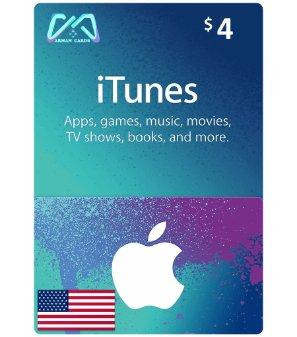 $4
ARMAN CARDS
iTunes
Apps, games, music, movies,
TV shows, books, and more.